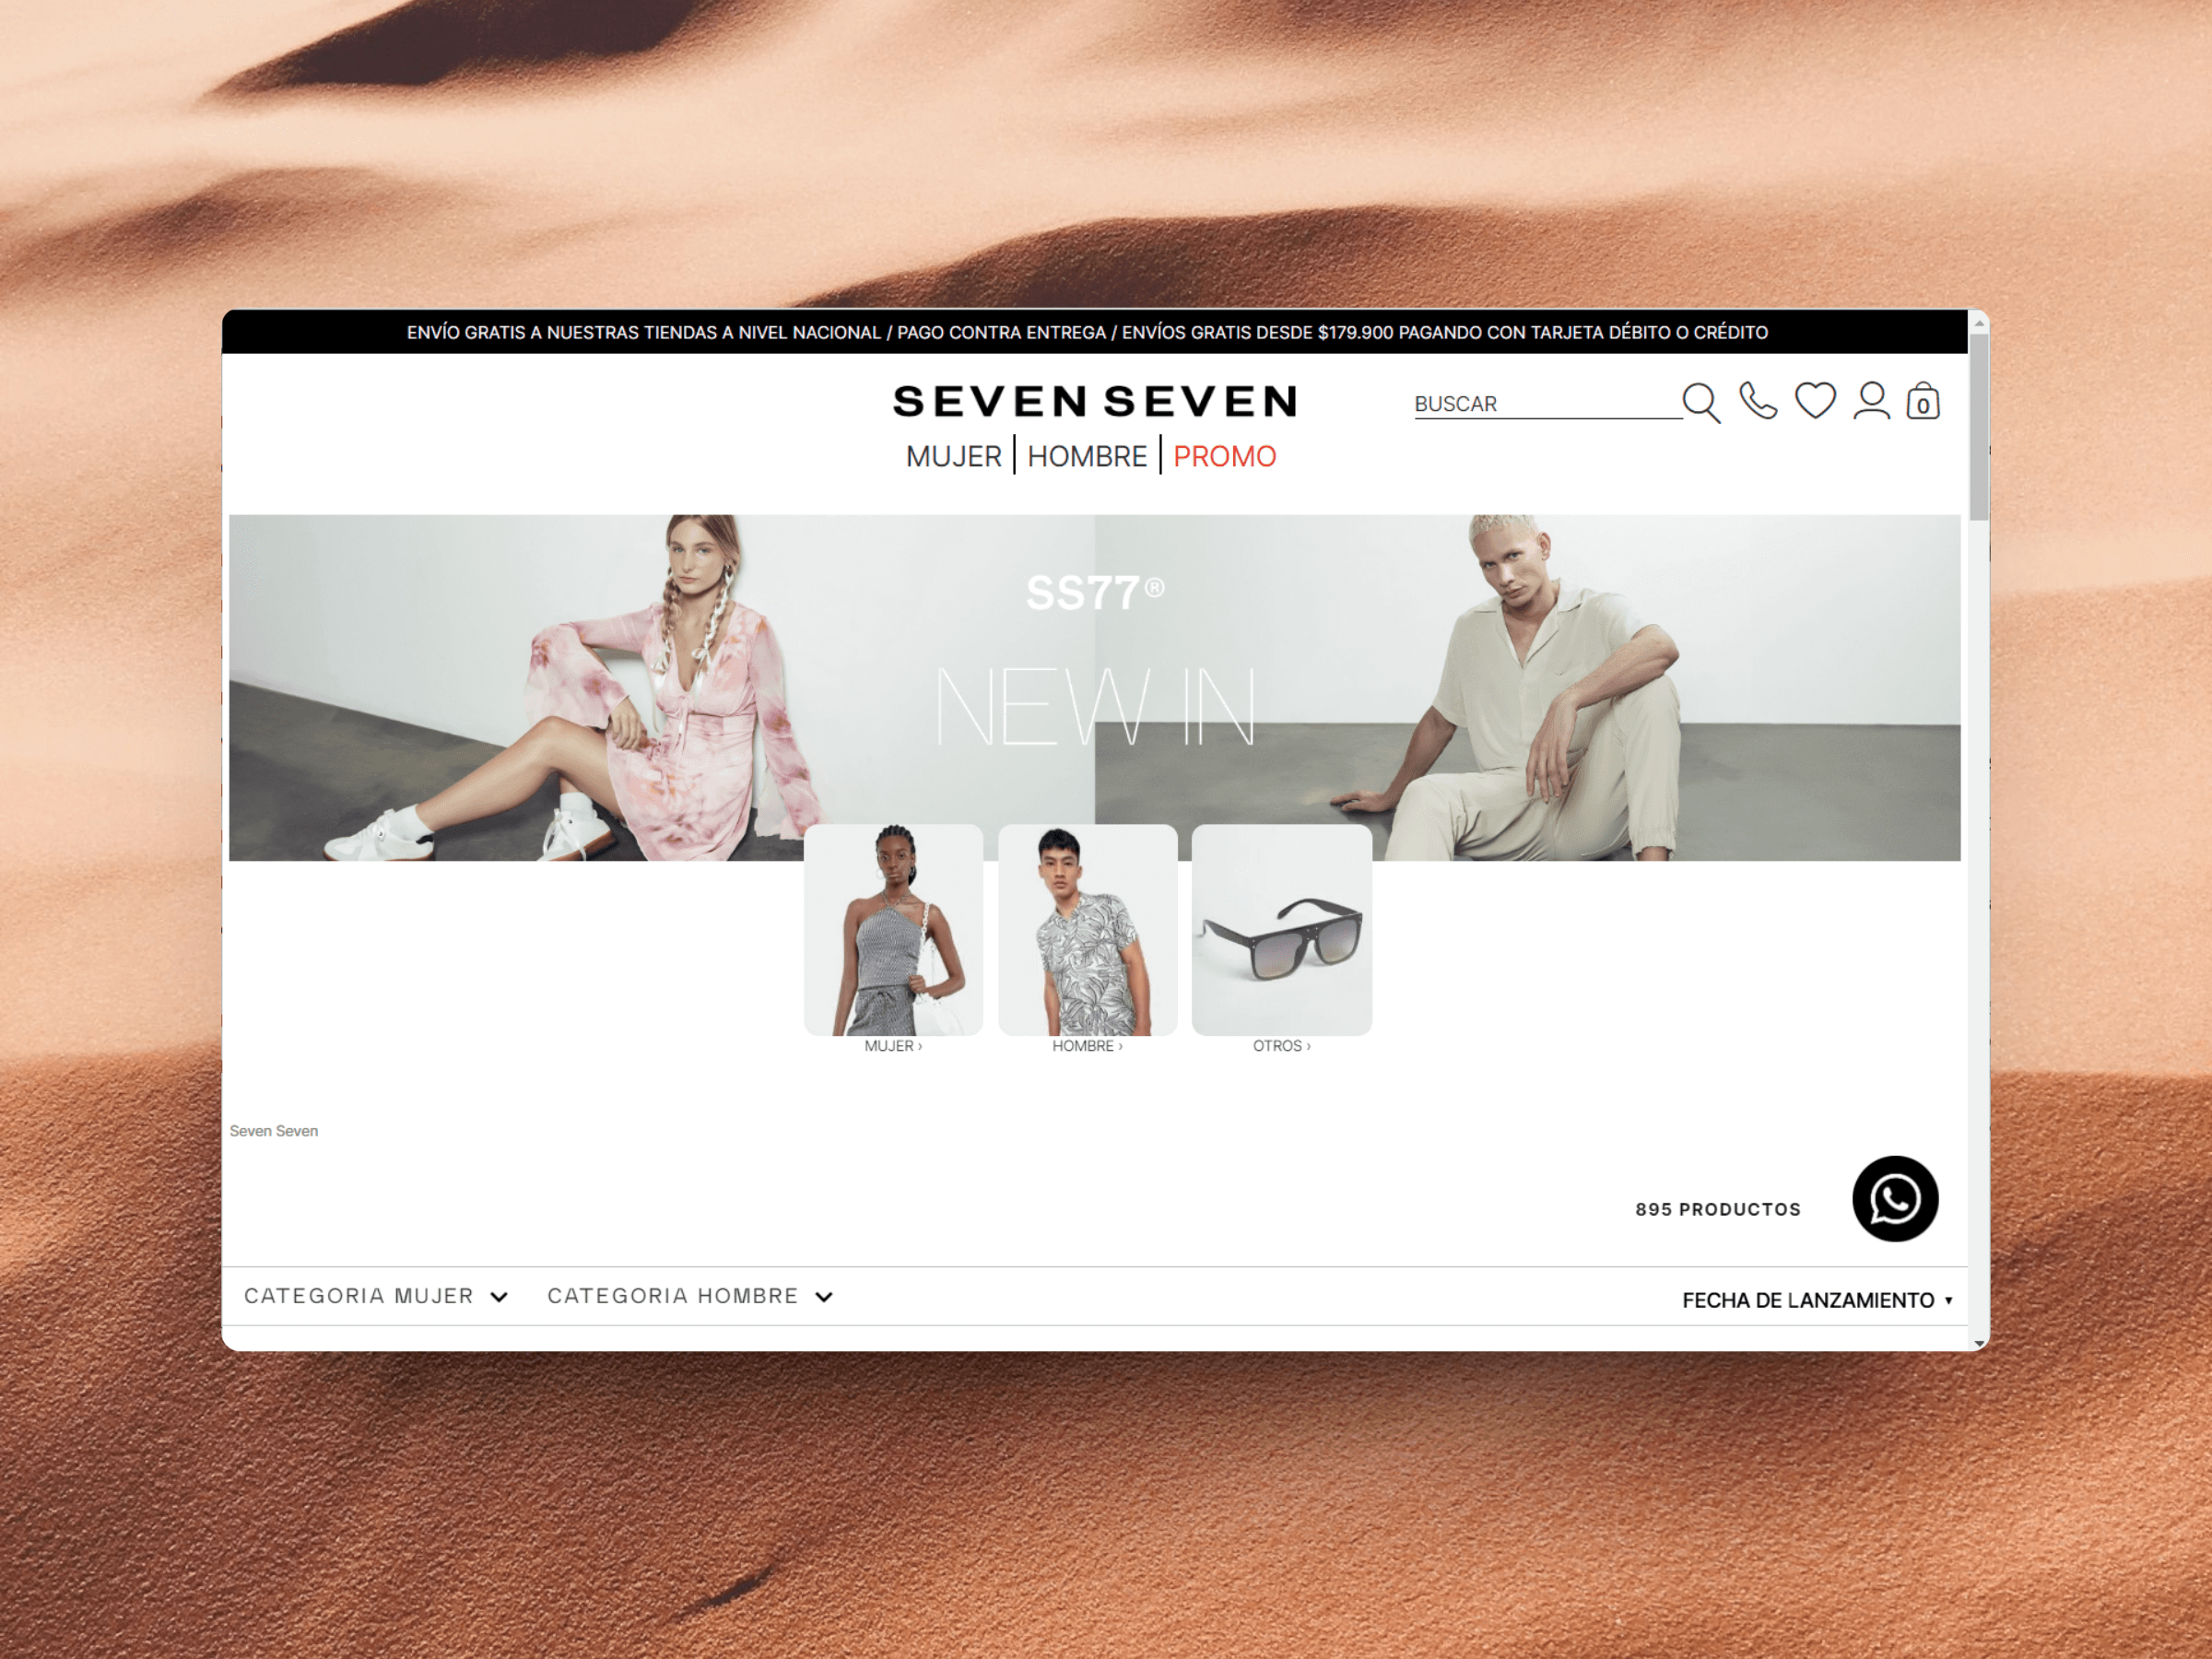 ENVÍO GRATIS A NUESTRAS TIENDAS A NIVEL NACIONAL / PAGO CONTRA ENTREGA / ENVÍOS GRATIS DESDE $179.900 PAGANDO CON TARJETA DÉBITO O CRÉDITO
SEVEN SEVEN
BUSCAR
0
MUJER | HOMBRE | PROMO
SS77®
NEW IN
MUJER ›
HOMBRE ›
OTROS ›
Seven Seven
895 PRODUCTOS
CATEGORIA MUJER
CATEGORIA HOMBRE
FECHA DE LANZAMIENTO